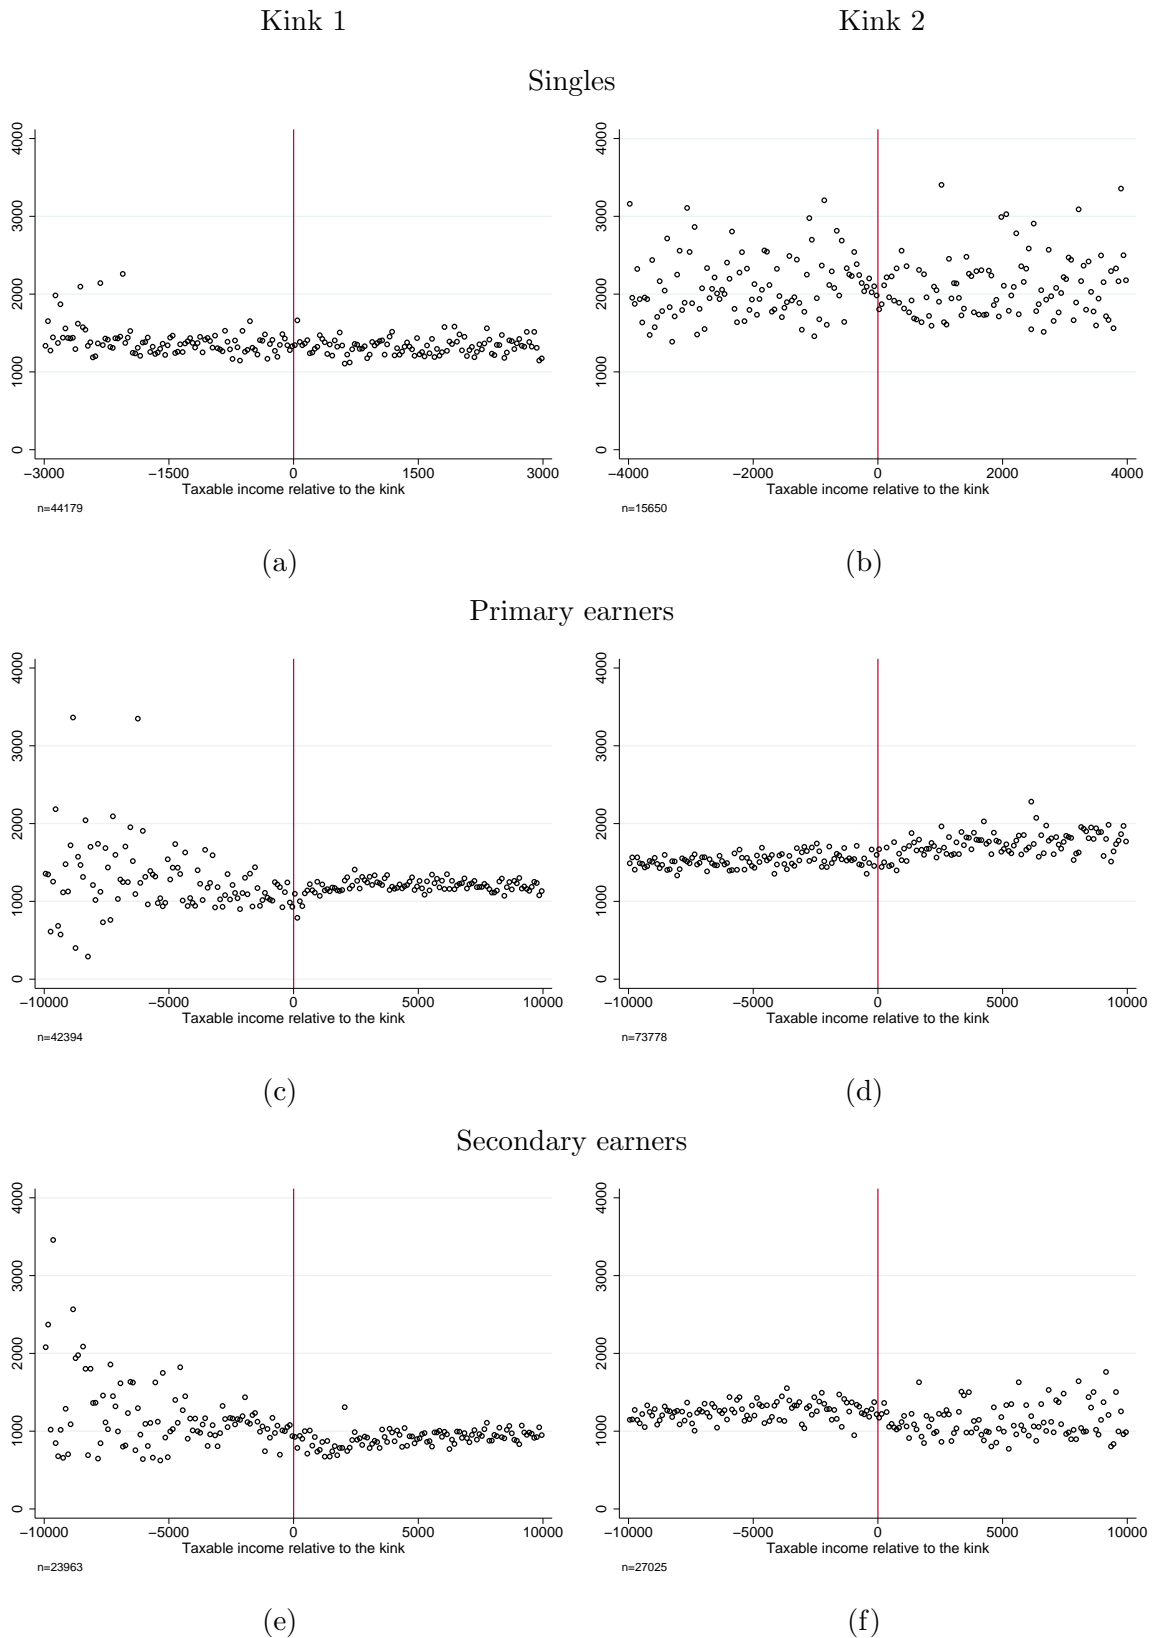 Kink 1 Kink 2
Singles
4000 3000 2000 1000 0
−3000 −1500 0 1500 3000
Taxable income relative to the kink
n=44179
(a)
4000 3000 2000 1000 0
−4000 −2000 0 2000 4000
Taxable income relative to the kink
n=15650
(b)
Primary earners
4000 3000 2000 1000 0
−10000 −5000 0 5000 10000
Taxable income relative to the kink
n=42394
(c)
4000 3000 2000 1000 0
−10000 −5000 0 5000 10000
Taxable income relative to the kink
n=73778
(d)
Secondary earners
4000 3000 2000 1000 0
−10000 −5000 0 5000 10000
Taxable income relative to the kink
n=23963
(e)
4000 3000 2000 1000 0
−10000 −5000 0 5000 10000
Taxable income relative to the kink
n=27025
(f)